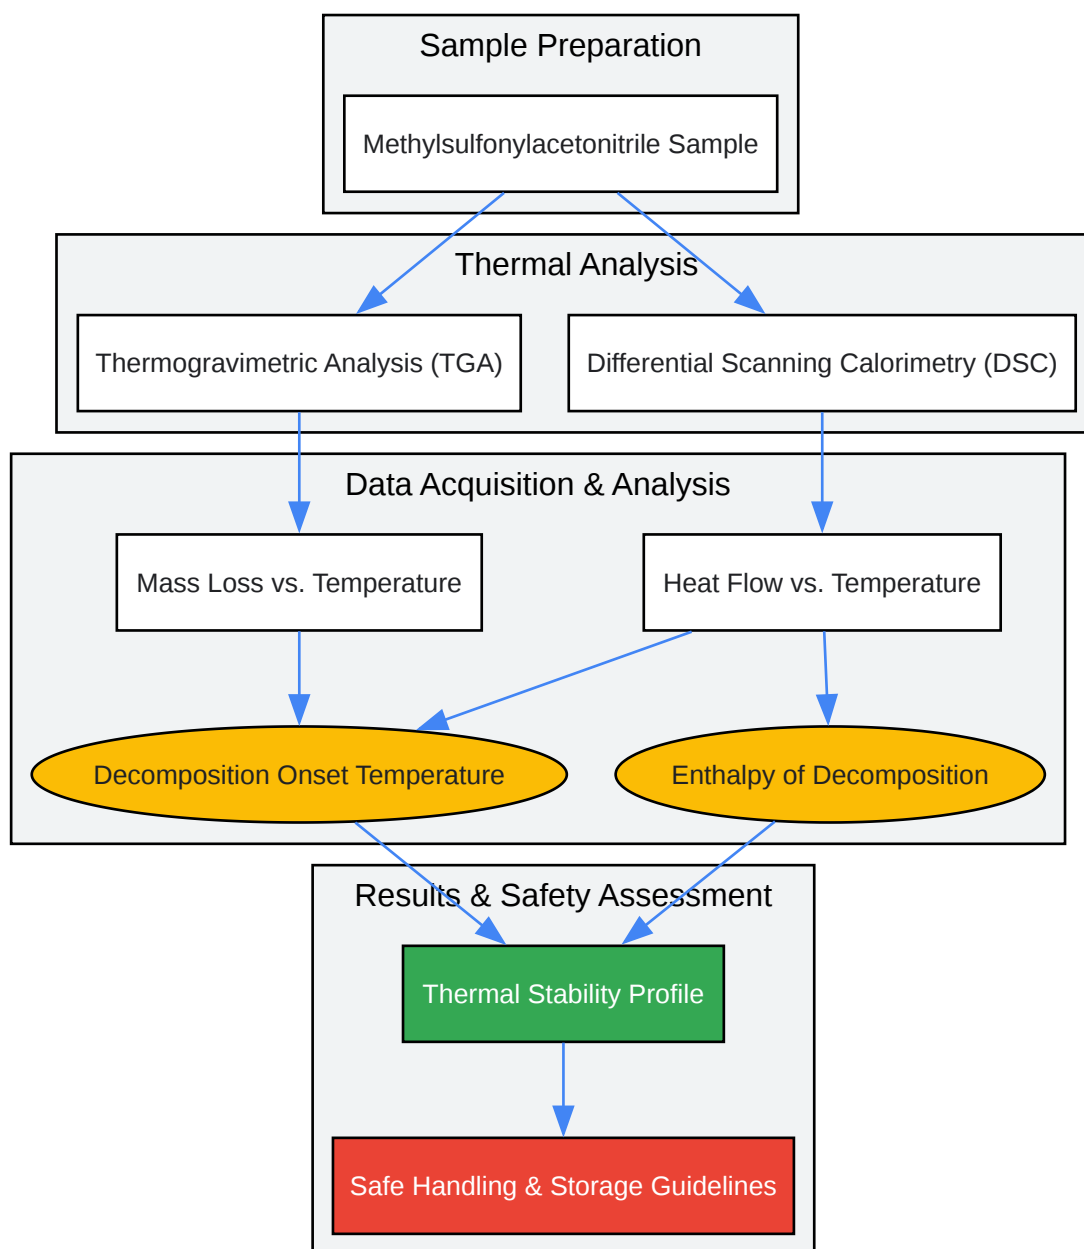 Sample Preparation
Methylsulfonylacetonitrile Sample
Thermal Analysis
Thermogravimetric Analysis (TGA)
Differential Scanning Calorimetry (DSC)
Data Acquisition & Analysis
Mass Loss vs. Temperature
Heat Flow vs. Temperature
Decomposition Onset Temperature
Enthalpy of Decomposition
Results & Safety Assessment
Thermal Stability Profile
Safe Handling & Storage Guidelines